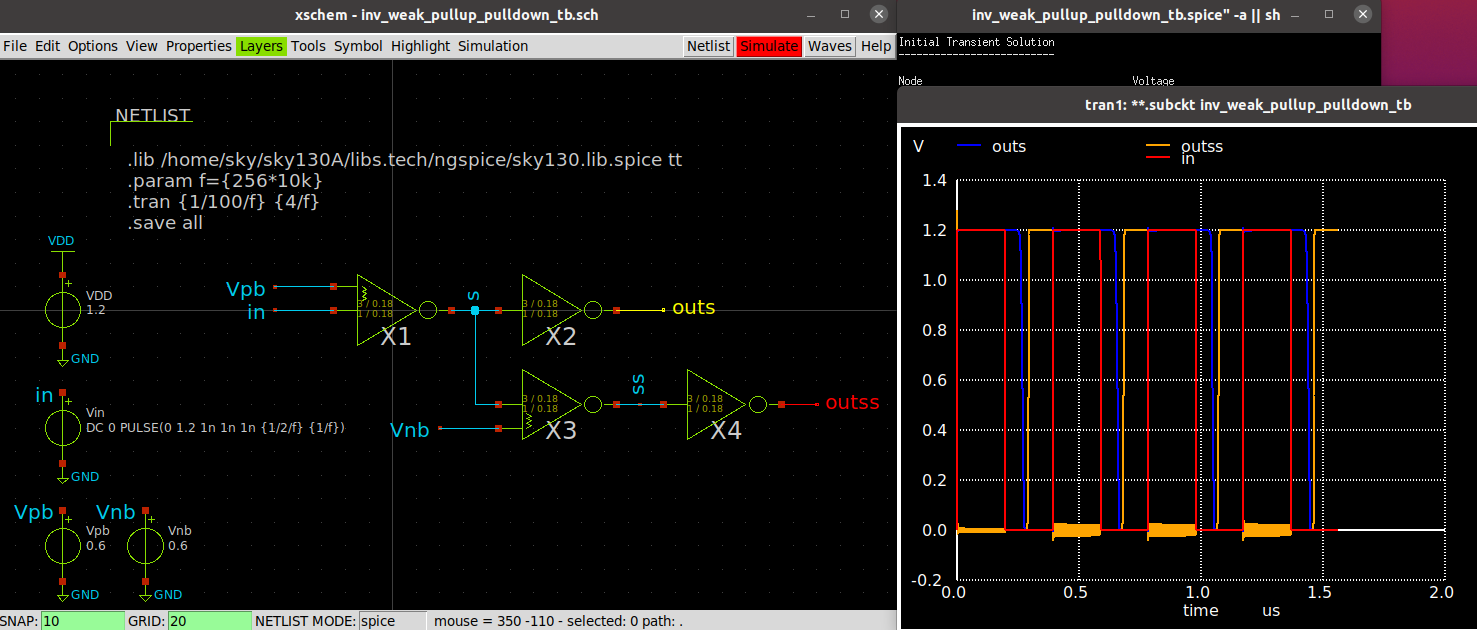 xschem - inv_weak_pullup_pulldown_tb.sch
File Edit Options View Properties Layers Tools Symbol Highlight Simulation Netlist Simulate Waves Help
NETLIST
.lib /home/sky/sky130A/libs.tech/ngspice/sky130.lib.spice tt
.param f={256*10k}
.tran {1/100/f} {4/f}
.save all
VDD
+
VDD
1.2
GND
in
+
Vin
DC 0 PULSE(0 1.2 1n 1n 1n {1/2/f} {1/f})
GND
Vpb
+
Vpb
0.6
GND
Vnb
+
Vnb
0.6
GND
Vpb
in
3 / 0.18
1 / 0.18
X1
s
3 / 0.18
1 / 0.18
X2
outs
Vnb
3 / 0.18
1 / 0.18
X3
ss
3 / 0.18
1 / 0.18
X4
outss
SNAP: 10 GRID: 20 NETLIST MODE: spice mouse = 350 -110 - selected: 0 path: .
inv_weak_pullup_pulldown_tb.spice" -a || sh
Initial Transient Solution
--------------------------
Node Voltage
tran1: **.subckt inv_weak_pullup_pulldown_tb
V outs outss
in
1.4
1.2
1.0
0.8
0.6
0.4
0.2
0.0
-0.2
0.0 0.5 1.0 1.5 2.0
time us